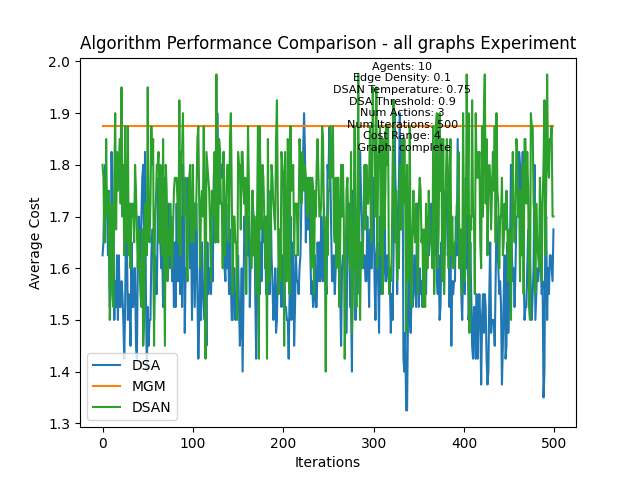 Algorithm Performance Comparison - all graphs Experiment
Agents: 10
Edge Density: 0.1
DSAN Temperature: 0.75
DSA Threshold: 0.9
Num Actions: 3
Num Iterations: 500
Cost Range: 4
Graph: complete
2.0
1.9
1.8
1.7
1.6
1.5
1.4
1.3
Average Cost
DSA
MGM
DSAN
0
100
200
300
400
500
Iterations